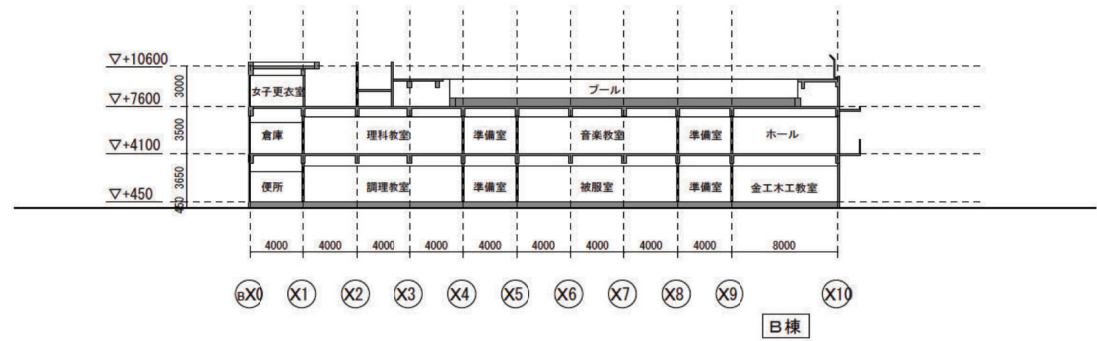 ▽+10600
3000
女子更衣室
プール
▽+7600
3500
倉庫
理科教室
準備室
音楽教室
準備室
ホール
▽+4100
3650
便所
調理教室
準備室
被服室
準備室
金工木工教室
▽+450
450
4000 4000 4000 4000 4000 4000 4000 4000 4000 8000
BX0 X1 X2 X3 X4 X5 X6 X7 X8 X9 X10
B棟